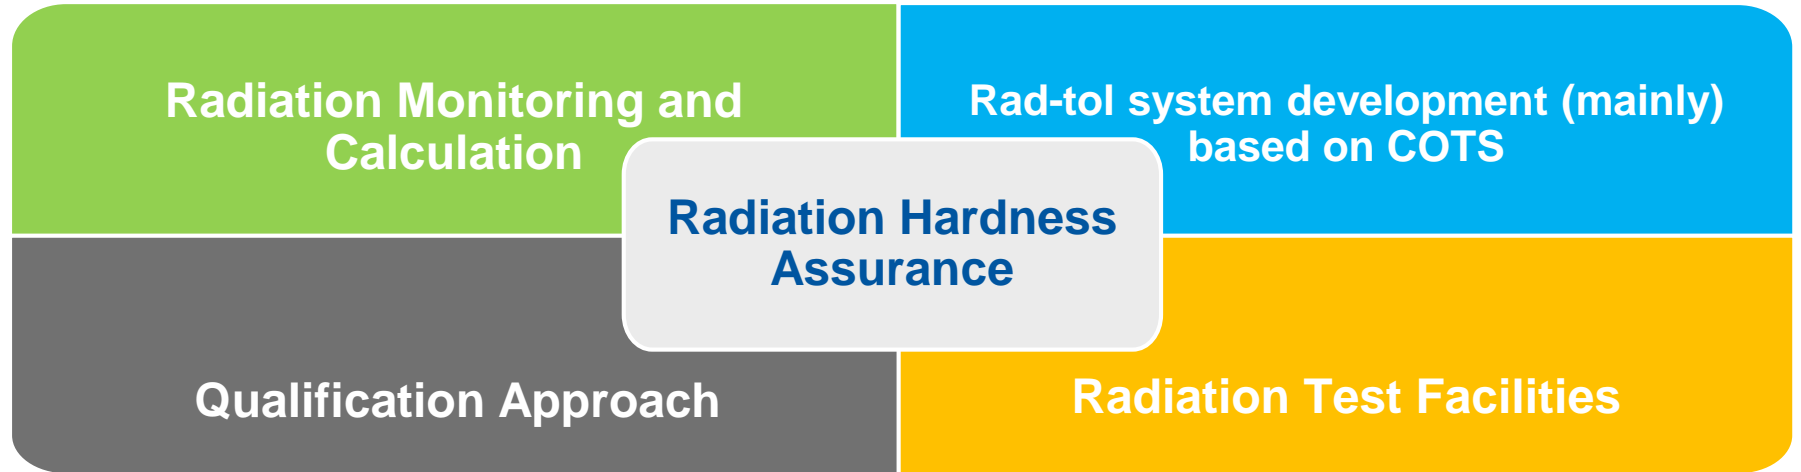 Radiation Monitoring and
Calculation
Rad-tol system development (mainly)
based on COTS
Radiation Hardness
Assurance
Qualification Approach
Radiation Test Facilities